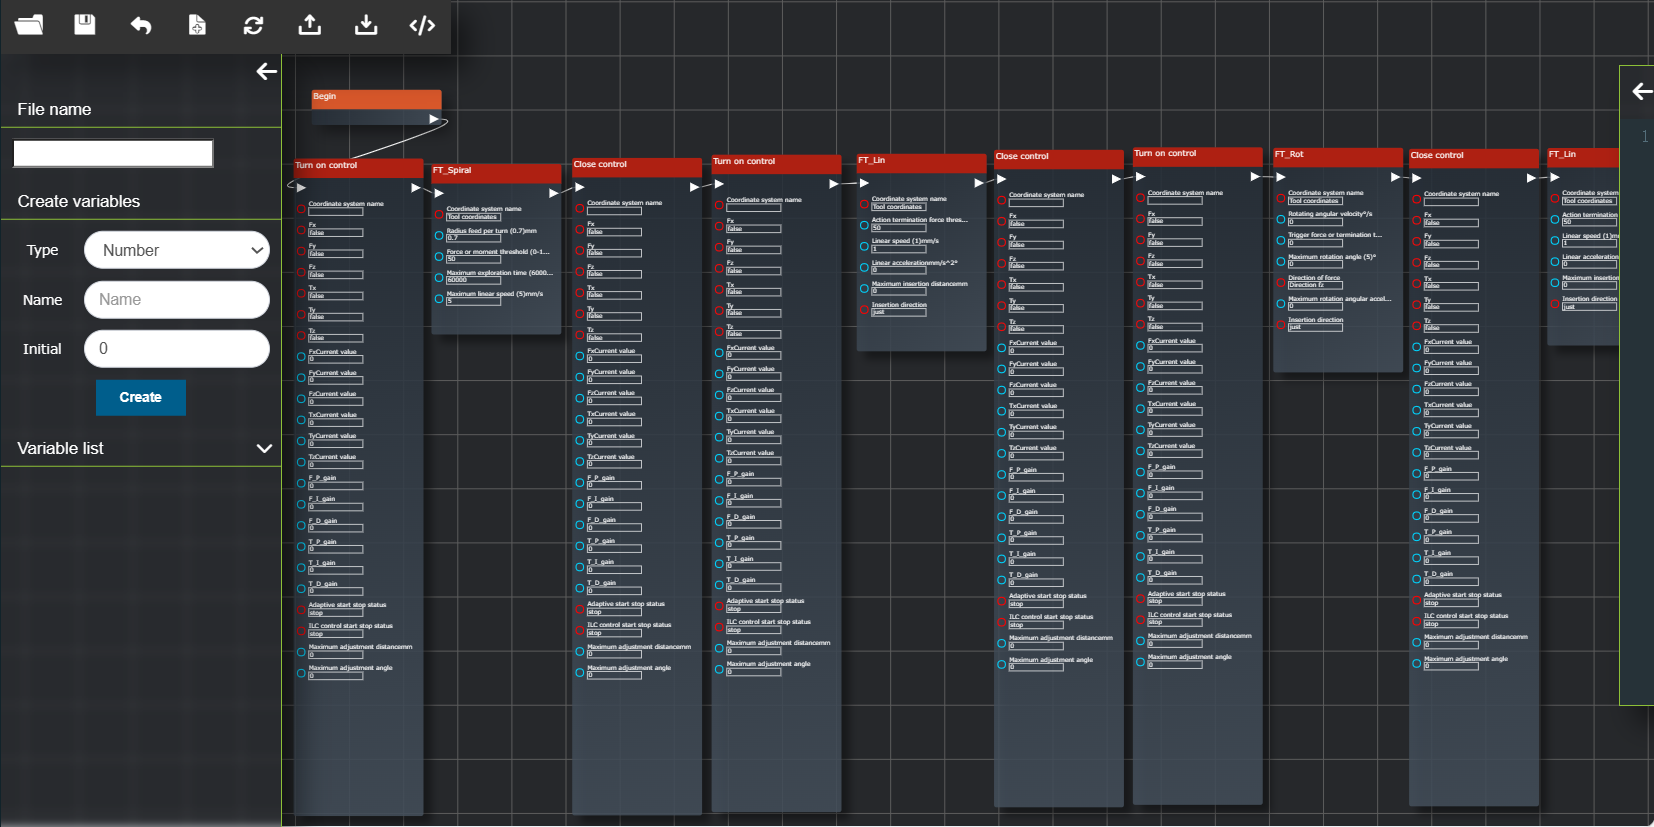 File name
Create variables
Type
Number
Name
Name
Initial
0
Create
Variable list
Begin
Turn on control
Coordinate system name
Fx
false
Fy
false
Fz
false
Tx
false
Ty
false
Tz
false
FxCurrent value
0
FyCurrent value
0
FzCurrent value
0
TxCurrent value
0
TyCurrent value
0
TzCurrent value
0
F_P_gain
0
F_I_gain
0
F_D_gain
0
T_P_gain
0
T_I_gain
0
T_D_gain
0
Adaptive start stop status
stop
ILC control start stop status
stop
Maximum adjustment distancemm
0
Maximum adjustment angle
0
FT_Spiral
Coordinate system name
Tool coordinates
Radius feed per turn (0.7)mm
0.7
Force or moment threshold (0-1...
50
Maximum exploration time (6000...
60000
Maximum linear speed (5)mm/s
5
Close control
Coordinate system name
Fx
false
Fy
false
Fz
false
Tx
false
Ty
false
Tz
false
FxCurrent value
0
FyCurrent value
0
FzCurrent value
0
TxCurrent value
0
TyCurrent value
0
TzCurrent value
0
F_P_gain
0
F_I_gain
0
F_D_gain
0
T_P_gain
0
T_I_gain
0
T_D_gain
0
Adaptive start stop status
stop
ILC control start stop status
stop
Maximum adjustment distancemm
0
Maximum adjustment angle
0
Turn on control
Coordinate system name
Fx
false
Fy
false
Fz
false
Tx
false
Ty
false
Tz
false
FxCurrent value
0
FyCurrent value
0
FzCurrent value
0
TxCurrent value
0
TyCurrent value
0
TzCurrent value
0
F_P_gain
0
F_I_gain
0
F_D_gain
0
T_P_gain
0
T_I_gain
0
T_D_gain
0
Adaptive start stop status
stop
ILC control start stop status
stop
Maximum adjustment distancemm
0
Maximum adjustment angle
0
FT_Lin
Coordinate system name
Tool coordinates
Action termination force thres...
50
Linear speed (1)mm/s
1
Linear accelerationmm/s^2°
0
Maximum insertion distancemm
0
Insertion direction
just
Close control
Coordinate system name
Fx
false
Fy
false
Fz
false
Tx
false
Ty
false
Tz
false
FxCurrent value
0
FyCurrent value
0
FzCurrent value
0
TxCurrent value
0
TyCurrent value
0
TzCurrent value
0
F_P_gain
0
F_I_gain
0
F_D_gain
0
T_P_gain
0
T_I_gain
0
T_D_gain
0
Adaptive start stop status
stop
ILC control start stop status
stop
Maximum adjustment distancemm
0
Maximum adjustment angle
0
Turn on control
Coordinate system name
Fx
false
Fy
false
Fz
false
Tx
false
Ty
false
Tz
false
FxCurrent value
0
FyCurrent value
0
FzCurrent value
0
TxCurrent value
0
TyCurrent value
0
TzCurrent value
0
F_P_gain
0
F_I_gain
0
F_D_gain
0
T_P_gain
0
T_I_gain
0
T_D_gain
0
Adaptive start stop status
stop
ILC control start stop status
stop
Maximum adjustment distancemm
0
Maximum adjustment angle
0
FT_Rot
Coordinate system name
Tool coordinates
Rotating angular velocity°/s
0
Trigger force or termination t...
0
Maximum rotation angle (5)°
0
Direction of force
Direction fz
Maximum rotation angular accel...
0
Insertion direction
just
Close control
Coordinate system name
Fx
false
Fy
false
Fz
false
Tx
false
Ty
false
Tz
false
FxCurrent value
0
FyCurrent value
0
FzCurrent value
0
TxCurrent value
0
TyCurrent value
0
TzCurrent value
0
F_P_gain
0
F_I_gain
0
F_D_gain
0
T_P_gain
0
T_I_gain
0
T_D_gain
0
Adaptive start stop status
stop
ILC control start stop status
stop
Maximum adjustment distancemm
0
Maximum adjustment angle
0
FT_Lin
Coordinate system
Tool coordinates
Action termination
50
Linear speed (1)m
1
Linear acceleration
0
Maximum insertion
0
Insertion direction
just
1